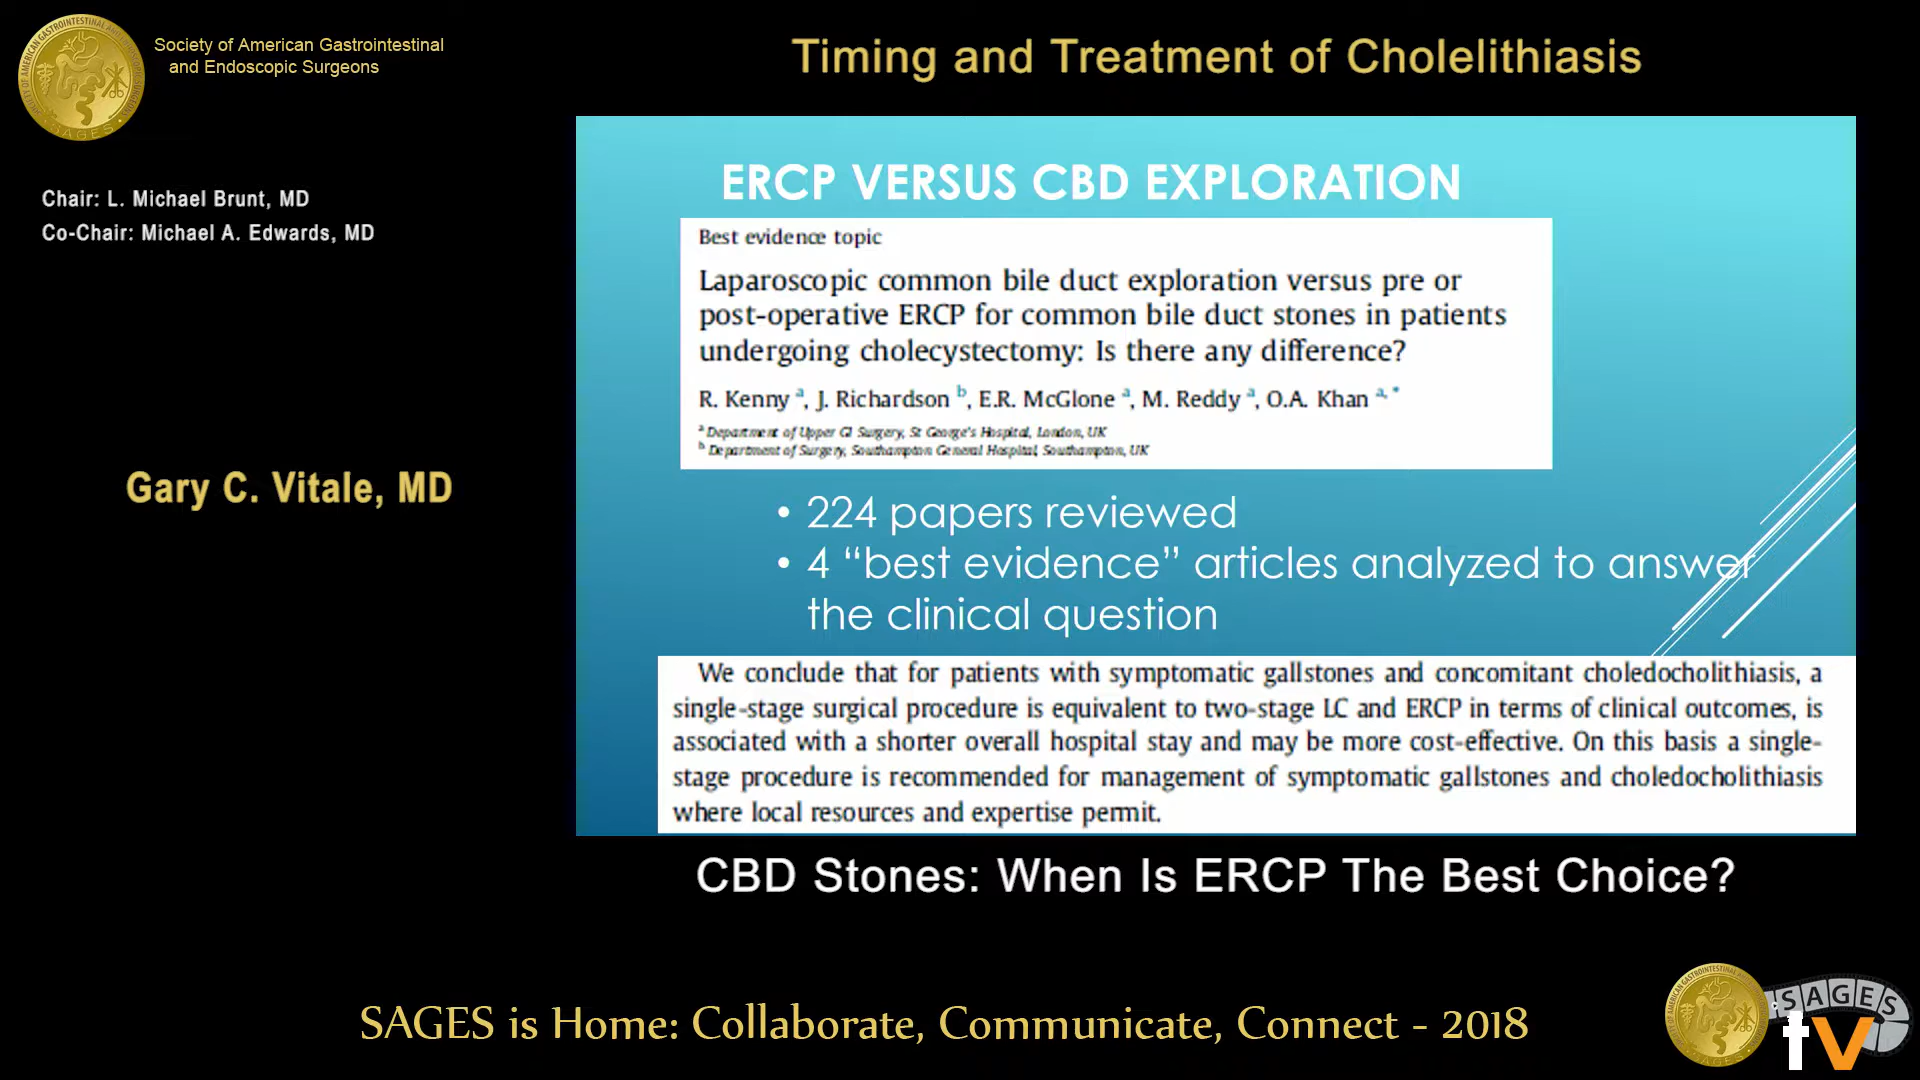 Society of American Gastrointestinal
and Endoscopic Surgeons
Timing and Treatment of Cholelithiasis
Chair: L. Michael Brunt, MD
Co-Chair: Michael A. Edwards, MD
Gary C. Vitale, MD
ERCP VERSUS CBD EXPLORATION
Best evidence topic
Laparoscopic common bile duct exploration versus pre or
post-operative ERCP for common bile duct stones in patients
undergoing cholecystectomy: Is there any difference?
R. Kenny a, J. Richardson b, E.R. McGlone a, M. Reddy a, O.A. Khan a, *
a Department of Upper GI Surgery, St George's Hospital, London, UK
b Department of Surgery, Southampton General Hospital, Southampton, UK
• 224 papers reviewed
• 4 “best evidence” articles analyzed to answer
the clinical question
We conclude that for patients with symptomatic gallstones and concomitant choledocholithiasis, a
single-stage surgical procedure is equivalent to two-stage LC and ERCP in terms of clinical outcomes, is
associated with a shorter overall hospital stay and may be more cost-effective. On this basis a single-
stage procedure is recommended for management of symptomatic gallstones and choledocholithiasis
where local resources and expertise permit.
CBD Stones: When Is ERCP The Best Choice?
SAGES is Home: Collaborate, Communicate, Connect - 2018
SAGES
tv